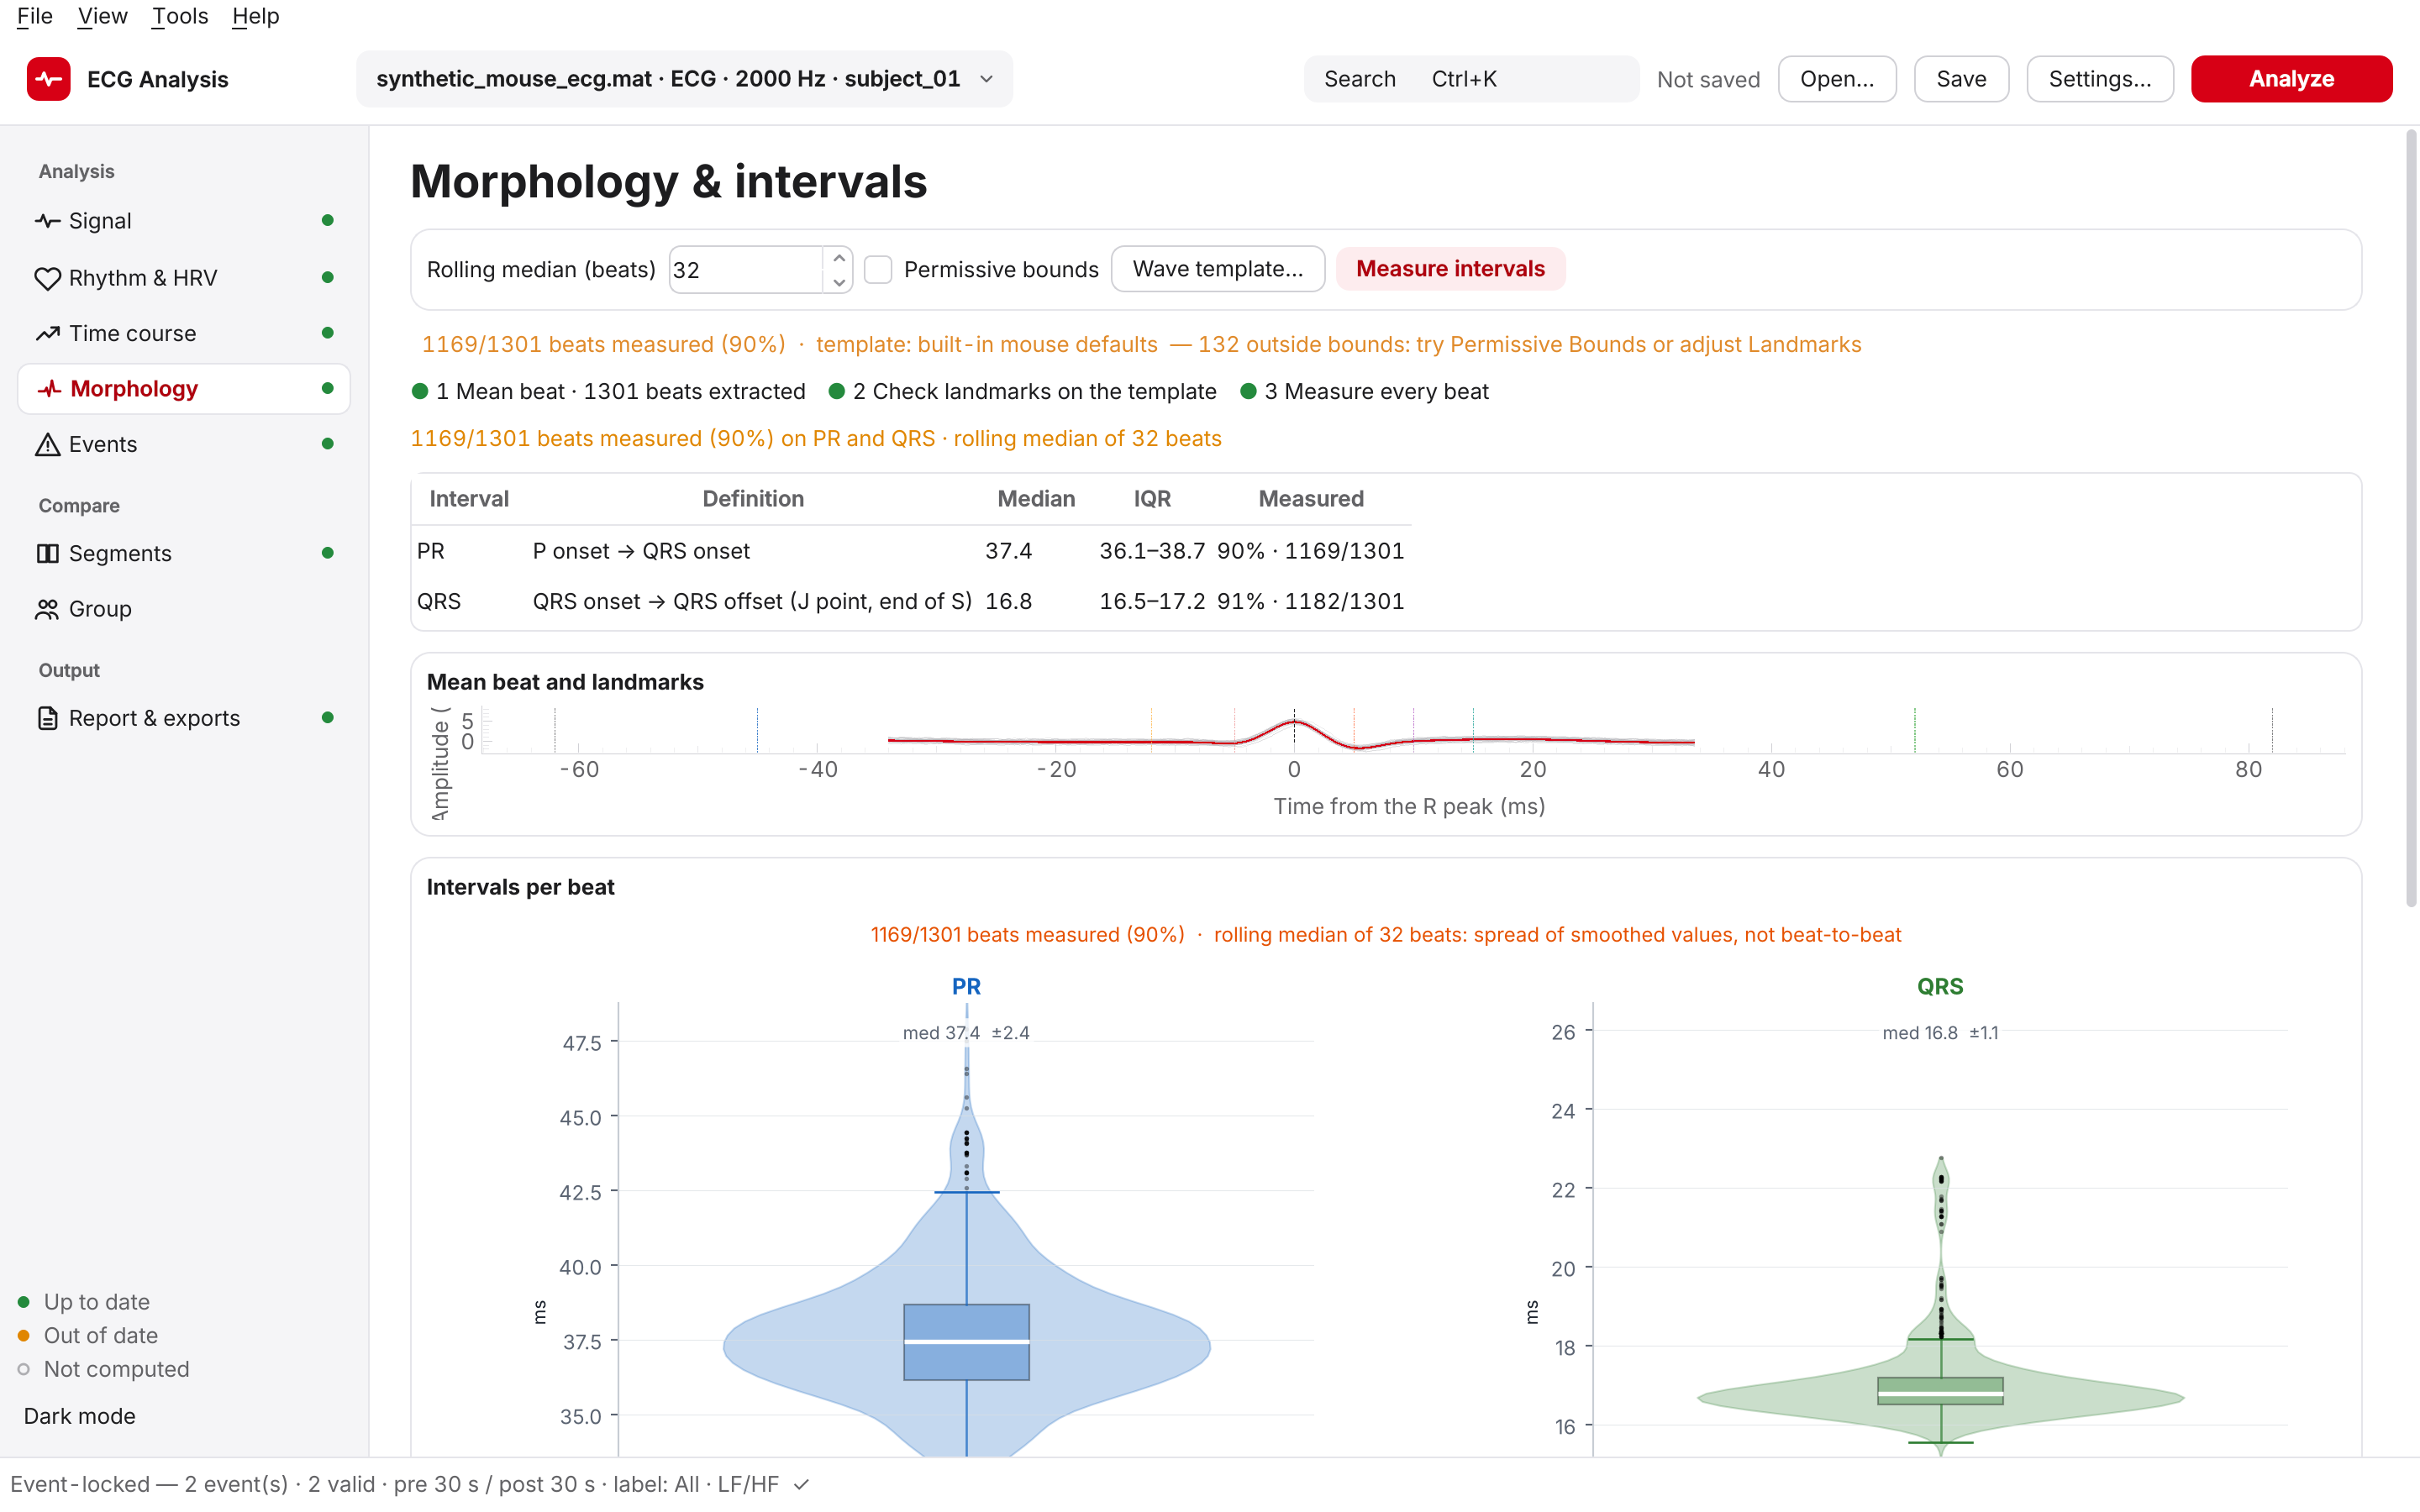 File View Tools Help
ECG Analysis
synthetic_mouse_ecg.mat · ECG · 2000 Hz · subject_01
Search Ctrl+K
Not saved
Open...
Save
Settings...
Analyze
Analysis
Signal
Rhythm & HRV
Time course
Morphology
Events
Compare
Segments
Group
Output
Report & exports
Up to date
Out of date
Not computed
Dark mode
Morphology & intervals
Rolling median (beats) 32 Permissive bounds Wave template... Measure intervals
1169/1301 beats measured (90%) · template: built-in mouse defaults — 132 outside bounds: try Permissive Bounds or adjust Landmarks
1 Mean beat · 1301 beats extracted 2 Check landmarks on the template 3 Measure every beat
1169/1301 beats measured (90%) on PR and QRS · rolling median of 32 beats
Interval Definition Median IQR Measured
PR P onset → QRS onset 37.4 36.1–38.7 90% · 1169/1301
QRS QRS onset → QRS offset (J point, end of S) 16.8 16.5–17.2 91% · 1182/1301
Mean beat and landmarks
Amplitude (
5
0
-60 -40 -20 0 20 40 60 80
Time from the R peak (ms)
Intervals per beat
1169/1301 beats measured (90%) · rolling median of 32 beats: spread of smoothed values, not beat-to-beat
PR
med 37.4 ±2.4
47.5
45.0
42.5
40.0
37.5
35.0
ms
QRS
med 16.8 ±1.1
26
24
22
20
18
16
ms
Event-locked — 2 event(s) · 2 valid · pre 30 s / post 30 s · label: All · LF/HF ✓